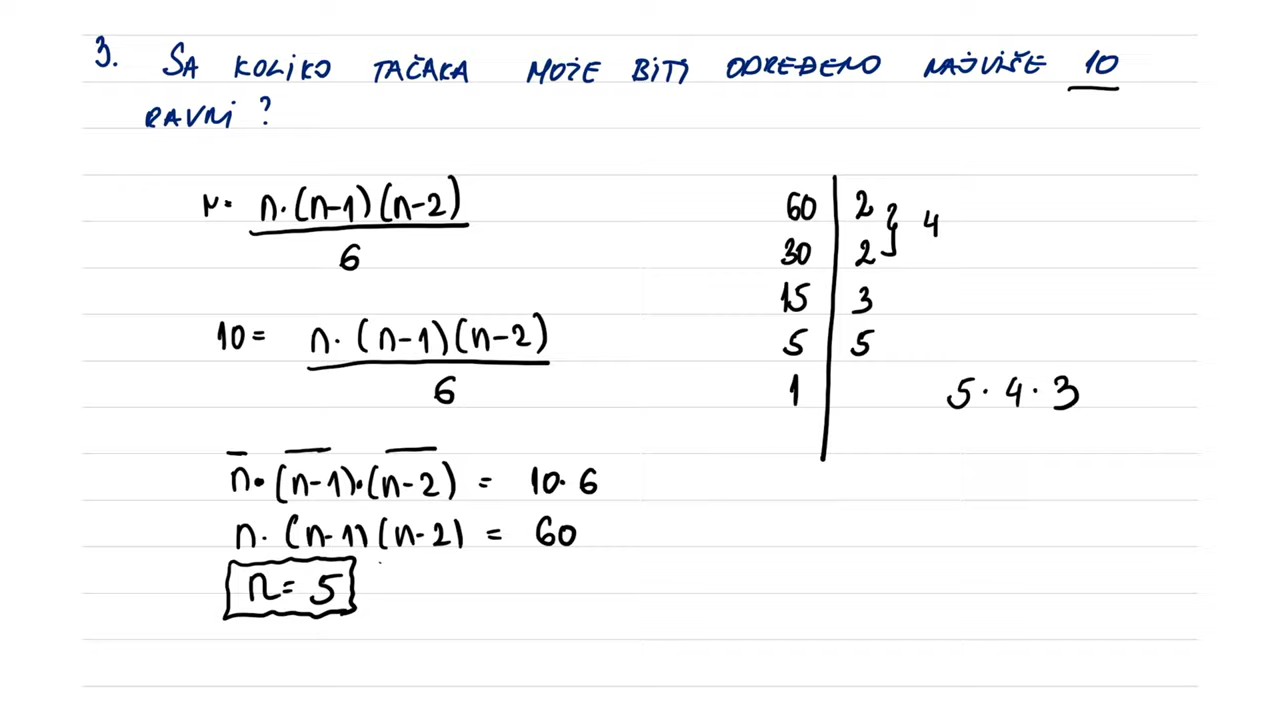 3. SA KOLIKO TAČAKA MOŽE BITI ODREĐENO NAJVIŠE 10
RAVNI?
r= n·(n-1)(n-2)
6
10= n·(n-1)(n-2)
6
n·(n-1)·(n-2) = 10·6
n·(n-1)(n-2) = 60
n=5
60 | 2
30 | 2 } 4
15 | 3
5 | 5
1 |
5·4·3